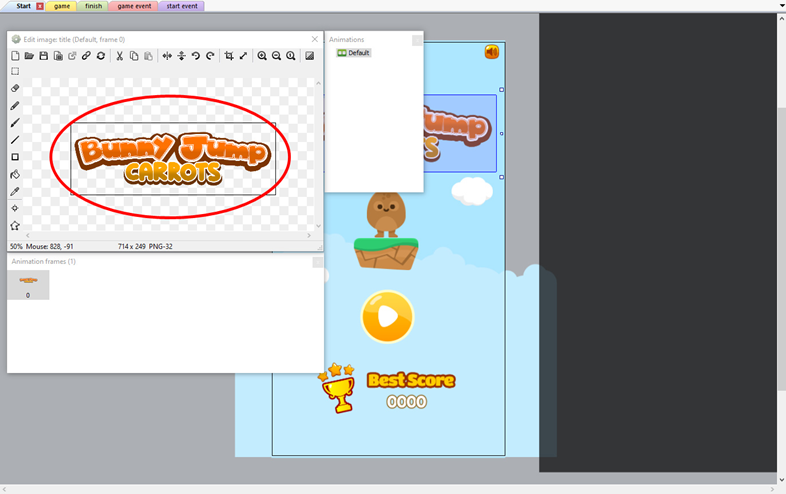 Start
game
finish
game event
start event
Edit image: title (Default, frame 0)
Animations
Default
Bunny Jump
CARROTS
Jump
S
50% Mouse: 828, -91 714 x 249 PNG-32
Animation frames (1)
0
Best Score
0000